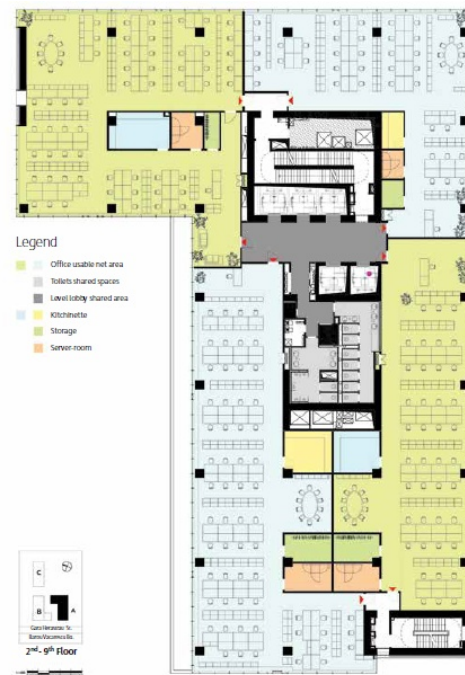 Legend
Office usable net area
Toilets shared spaces
Level lobby shared area
Kitchinette
Storage
Server-room
C
B
A
2nd - 9th Floor